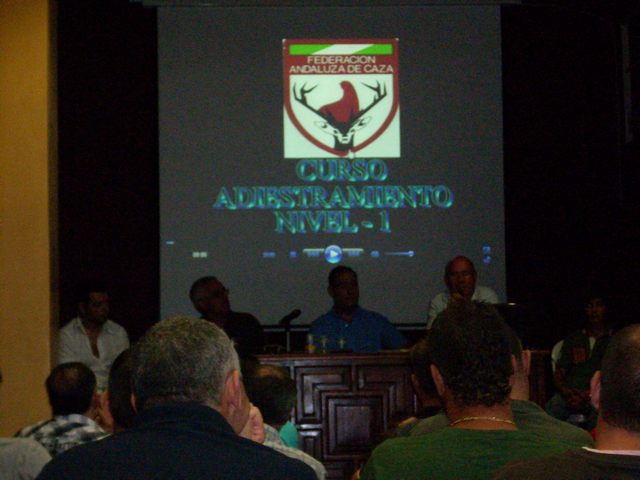 FEDERACION
ANDALUZA DE CAZA
CURSO
ADIESTRAMIENTO
NIVEL - 1